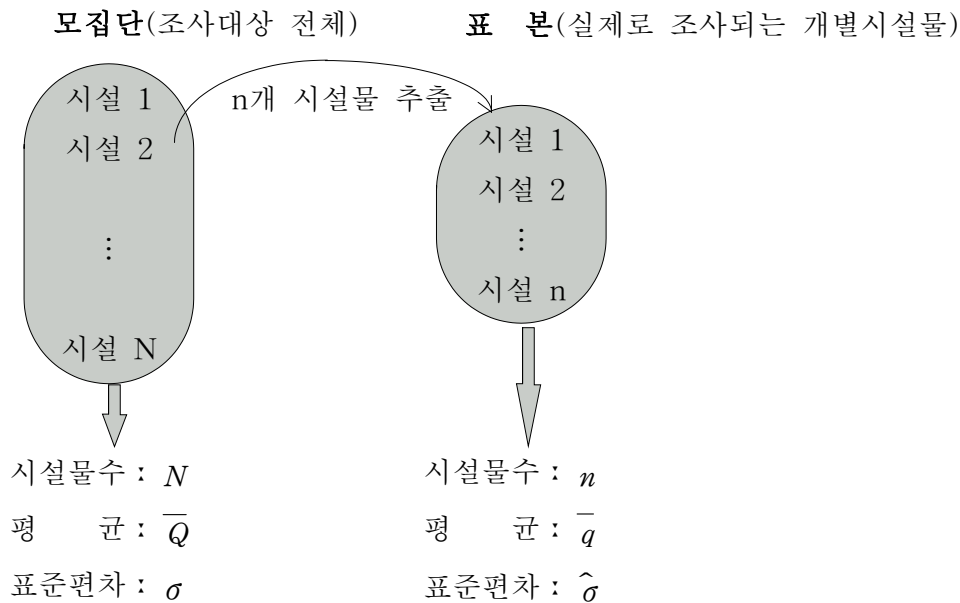 모집단(조사대상 전체)
표 본(실제로 조사되는 개별시설물)
n개 시설물 추출
시설 1
시설 2
⋮
시설 N
시설 1
시설 2
⋮
시설 n
시설물수 : N
평 균 : Q̅
표준편차 : σ
시설물수 : n
평 균 : q̅
표준편차 : σ̂